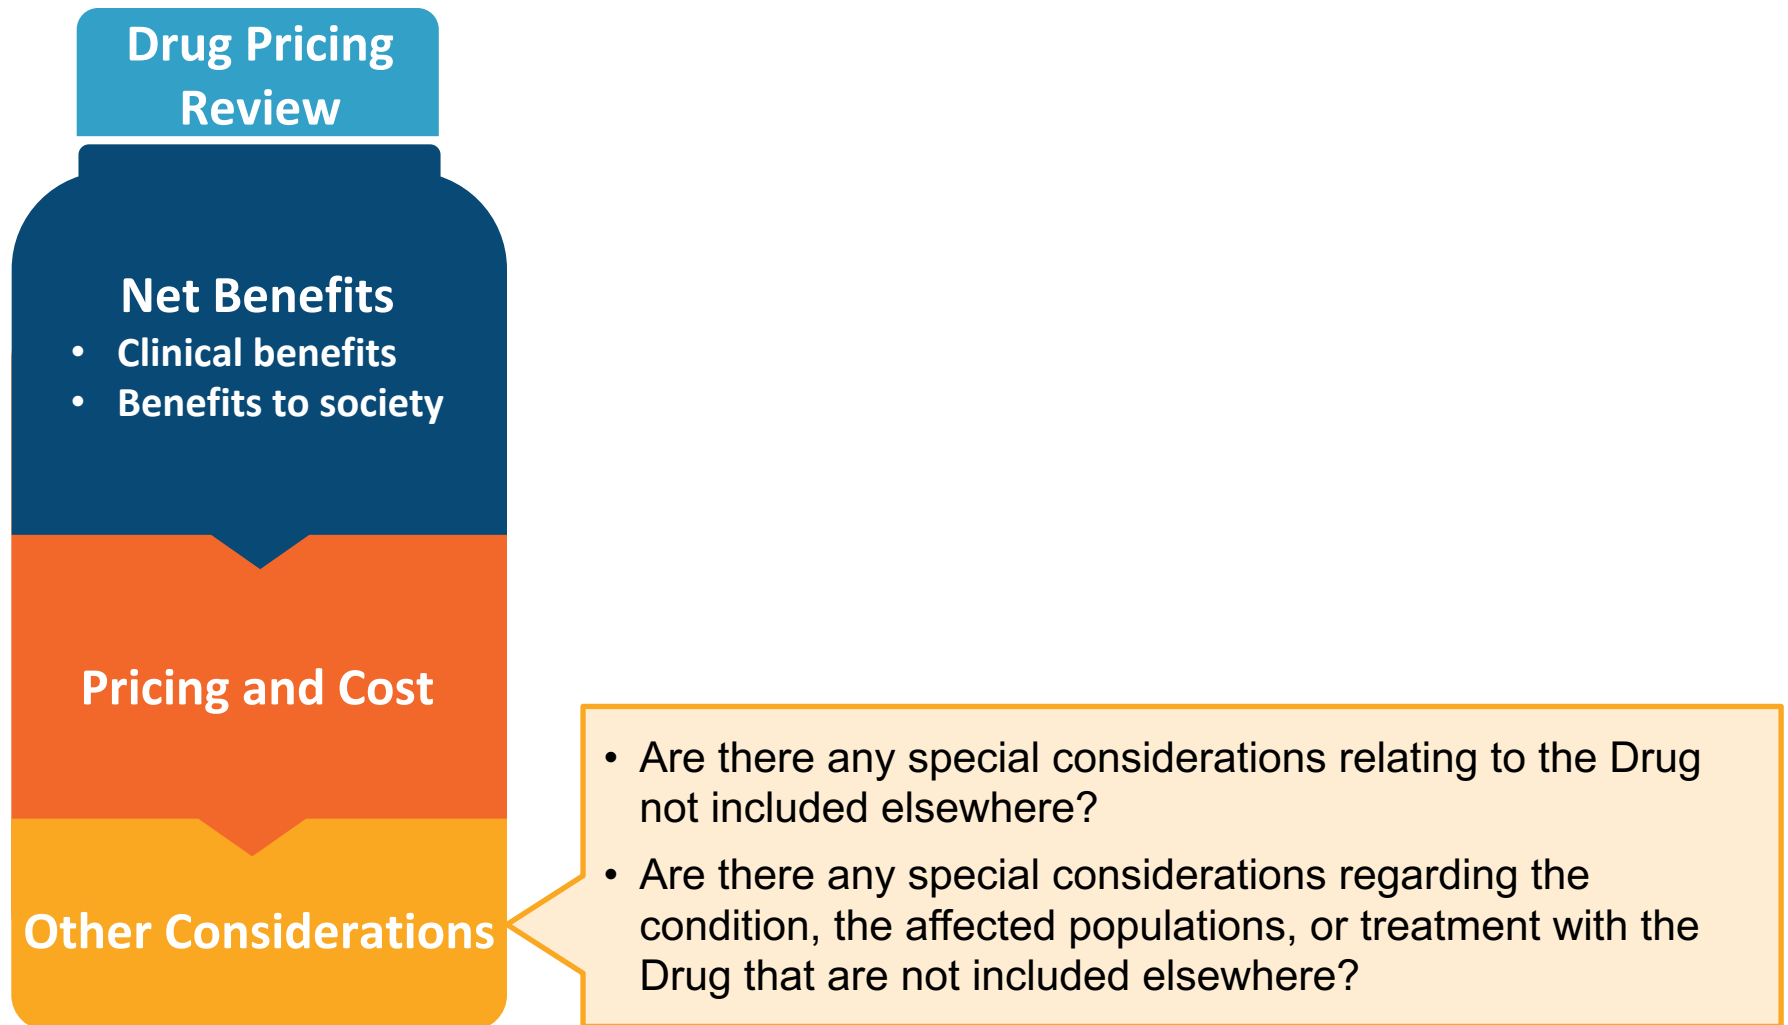 Drug Pricing
Review
Net Benefits
• Clinical benefits
• Benefits to society
Pricing and Cost
Other Considerations
• Are there any special considerations relating to the Drug
not included elsewhere?
• Are there any special considerations regarding the
condition, the affected populations, or treatment with the
Drug that are not included elsewhere?